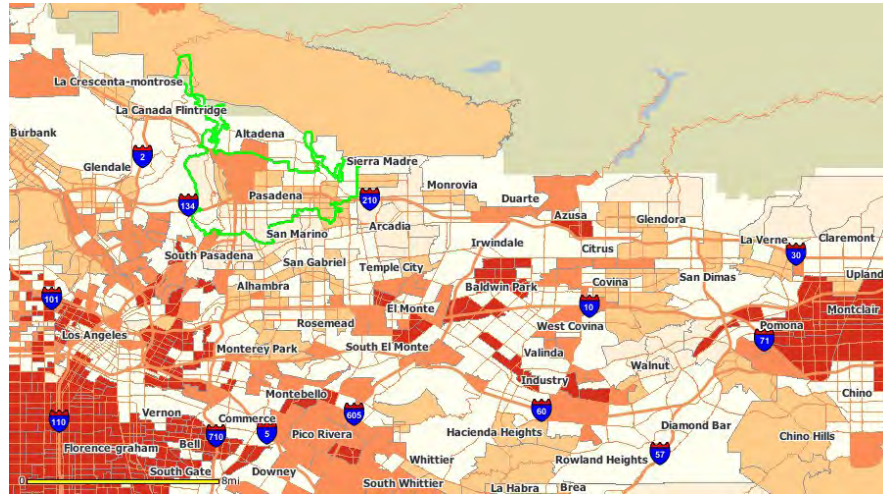 La Crescenta-montrose
La Canada Flintridge
Burbank
Altadena
2
Glendale
Sierra Madre
Pasadena
Monrovia
134
210
Duarte
Azusa
Glendora
San Marino
Arcadia
La Verne
Claremont
South Pasadena
Irwindale
Citrus
30
San Gabriel
Temple City
San Dimas
Upland
Alhambra
Baldwin Park
Covina
101
El Monte
10
Montclair
Rosemead
West Covina
Pomona
Los Angeles
South El Monte
71
Monterey Park
Valinda
Walnut
Industry
Montebello
Chino
Vernon
Commerce
605
60
110
710
5
Pico Rivera
Diamond Bar
Bell
Hacienda Heights
Chino Hills
Florence-graham
57
Whittier
Rowland Heights
South Gate
Downey
0
8mi
South Whittier
La Habra
Brea